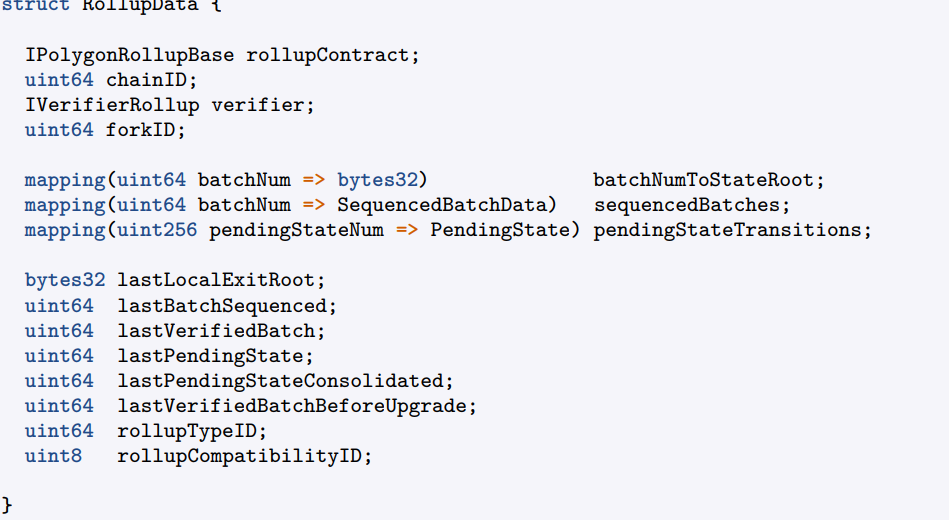 struct RollupData {
IPolygonRollupBase rollupContract;
uint64 chainID;
IVerifierRollup verifier;
uint64 forkID;
mapping(uint64 batchNum => bytes32) batchNumToStateRoot;
mapping(uint64 batchNum => SequencedBatchData) sequencedBatches;
mapping(uint256 pendingStateNum => PendingState) pendingStateTransitions;
bytes32 lastLocalExitRoot;
uint64 lastBatchSequenced;
uint64 lastVerifiedBatch;
uint64 lastPendingState;
uint64 lastPendingStateConsolidated;
uint64 lastVerifiedBatchBeforeUpgrade;
uint64 rollupTypeID;
uint8 rollupCompatibilityID;
}